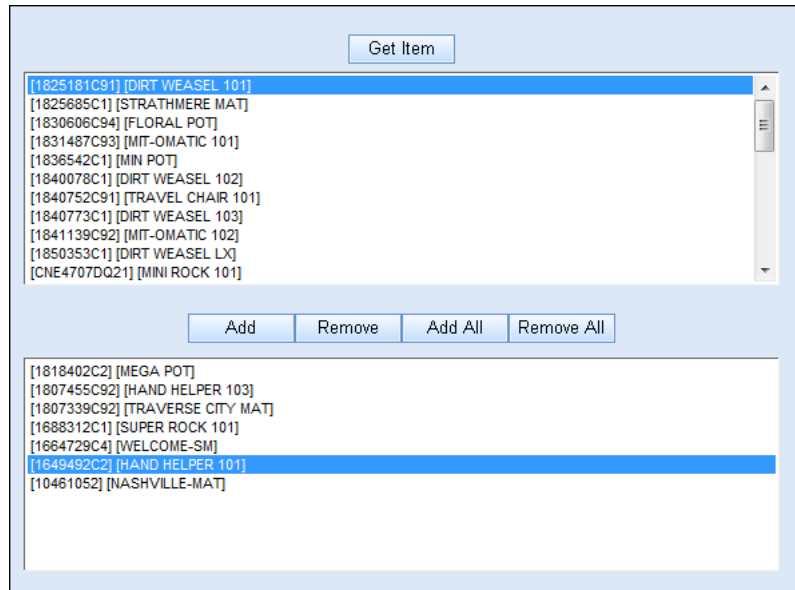 Get Item
[1825181C91] [DIRT WEASEL 101]
[1825685C1] [STRATHMERE MAT]
[1830606C94] [FLORAL POT]
[1831487C93] [MIT-OMATIC 101]
[1836542C1] [MIN POT]
[1840078C1] [DIRT WEASEL 102]
[1840752C91] [TRAVEL CHAIR 101]
[1840773C1] [DIRT WEASEL 103]
[1841139C92] [MIT-OMATIC 102]
[1850353C1] [DIRT WEASEL LX]
[CNE4707DQ21] [MINI ROCK 101]
Add Remove Add All Remove All
[1818402C2] [MEGA POT]
[1807455C92] [HAND HELPER 103]
[1807339C92] [TRAVERSE CITY MAT]
[1688312C1] [SUPER ROCK 101]
[1664729C4] [WELCOME-SM]
[1649492C2] [HAND HELPER 101]
[10461052] [NASHVILLE-MAT]